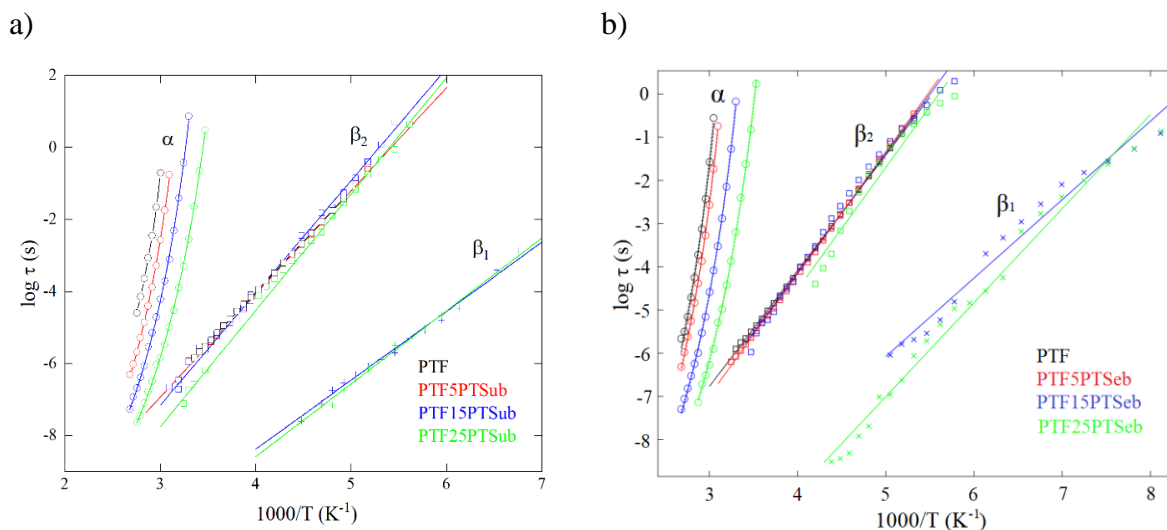 a)
2
0
-2
-4
-6
-8
log τ (s)
α
β2
β1
PTF
PTF5PTSub
PTF15PTSub
PTF25PTSub
2 3 4 5 6 7
1000/T (K-1)
b)
0
-1
-2
-3
-4
-5
-6
-7
-8
log τ (s)
α
β2
β1
PTF
PTF5PTSeb
PTF15PTSeb
PTF25PTSeb
3 4 5 6 7 8
1000/T (K-1)